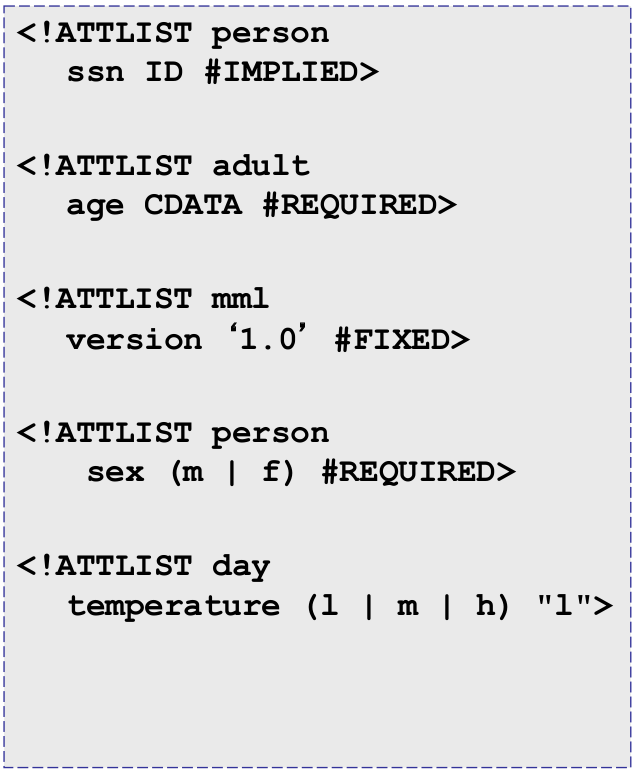 <!ATTLIST person
ssn ID #IMPLIED>
<!ATTLIST adult
age CDATA #REQUIRED>
<!ATTLIST mml
version ‘1.0’ #FIXED>
<!ATTLIST person
sex (m | f) #REQUIRED>
<!ATTLIST day
temperature (l | m | h) "l">